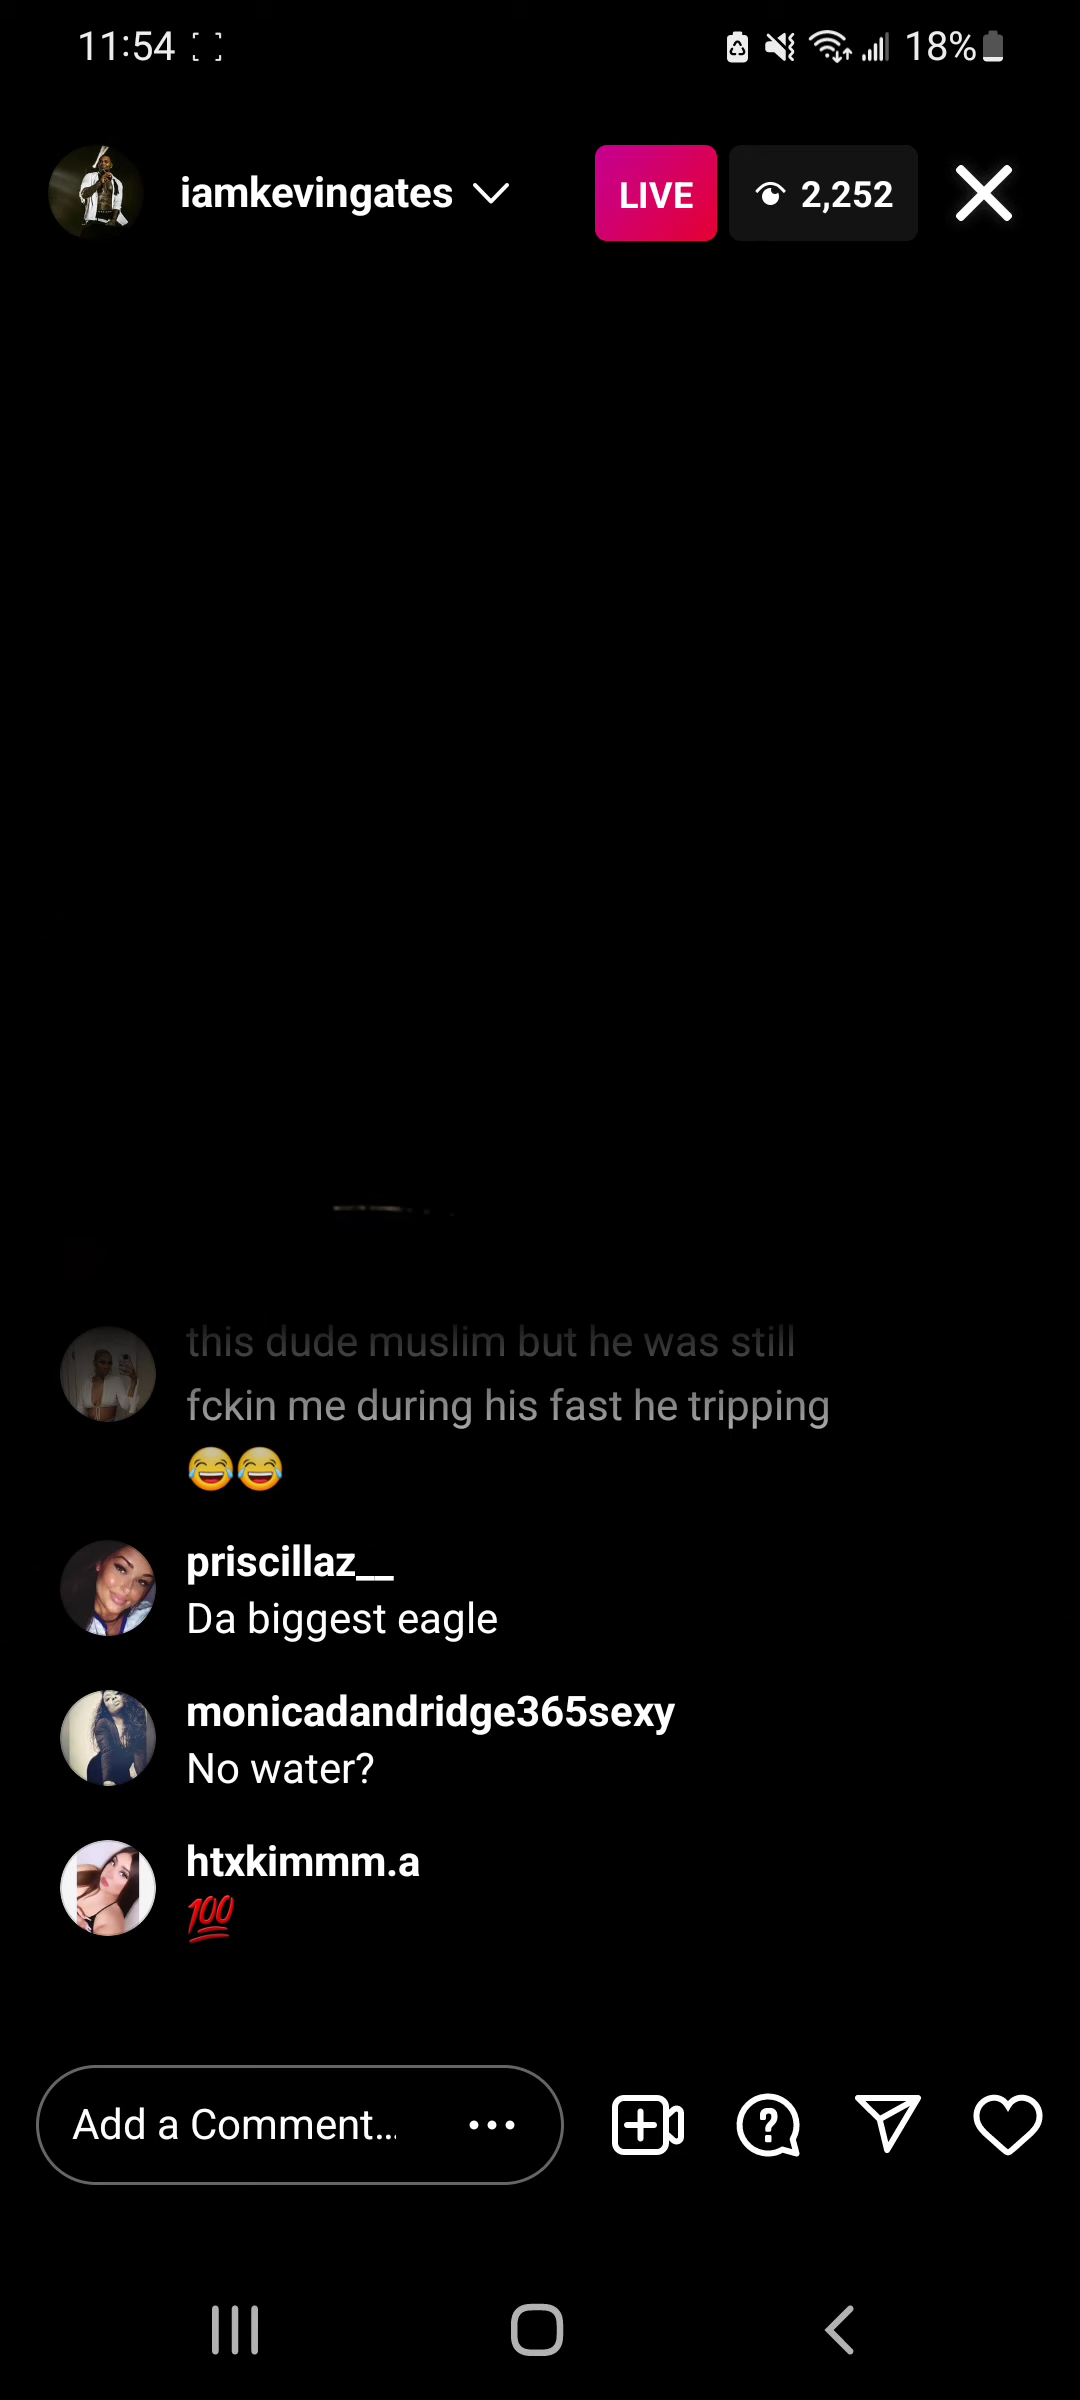 11:54
18%
iamkevingates
LIVE
2,252
this dude muslim but he was still
fckin me during his fast he tripping
😂😂
priscillaz__
Da biggest eagle
monicadandridge365sexy
No water?
htxkimmm.a
💯
Add a Comment...